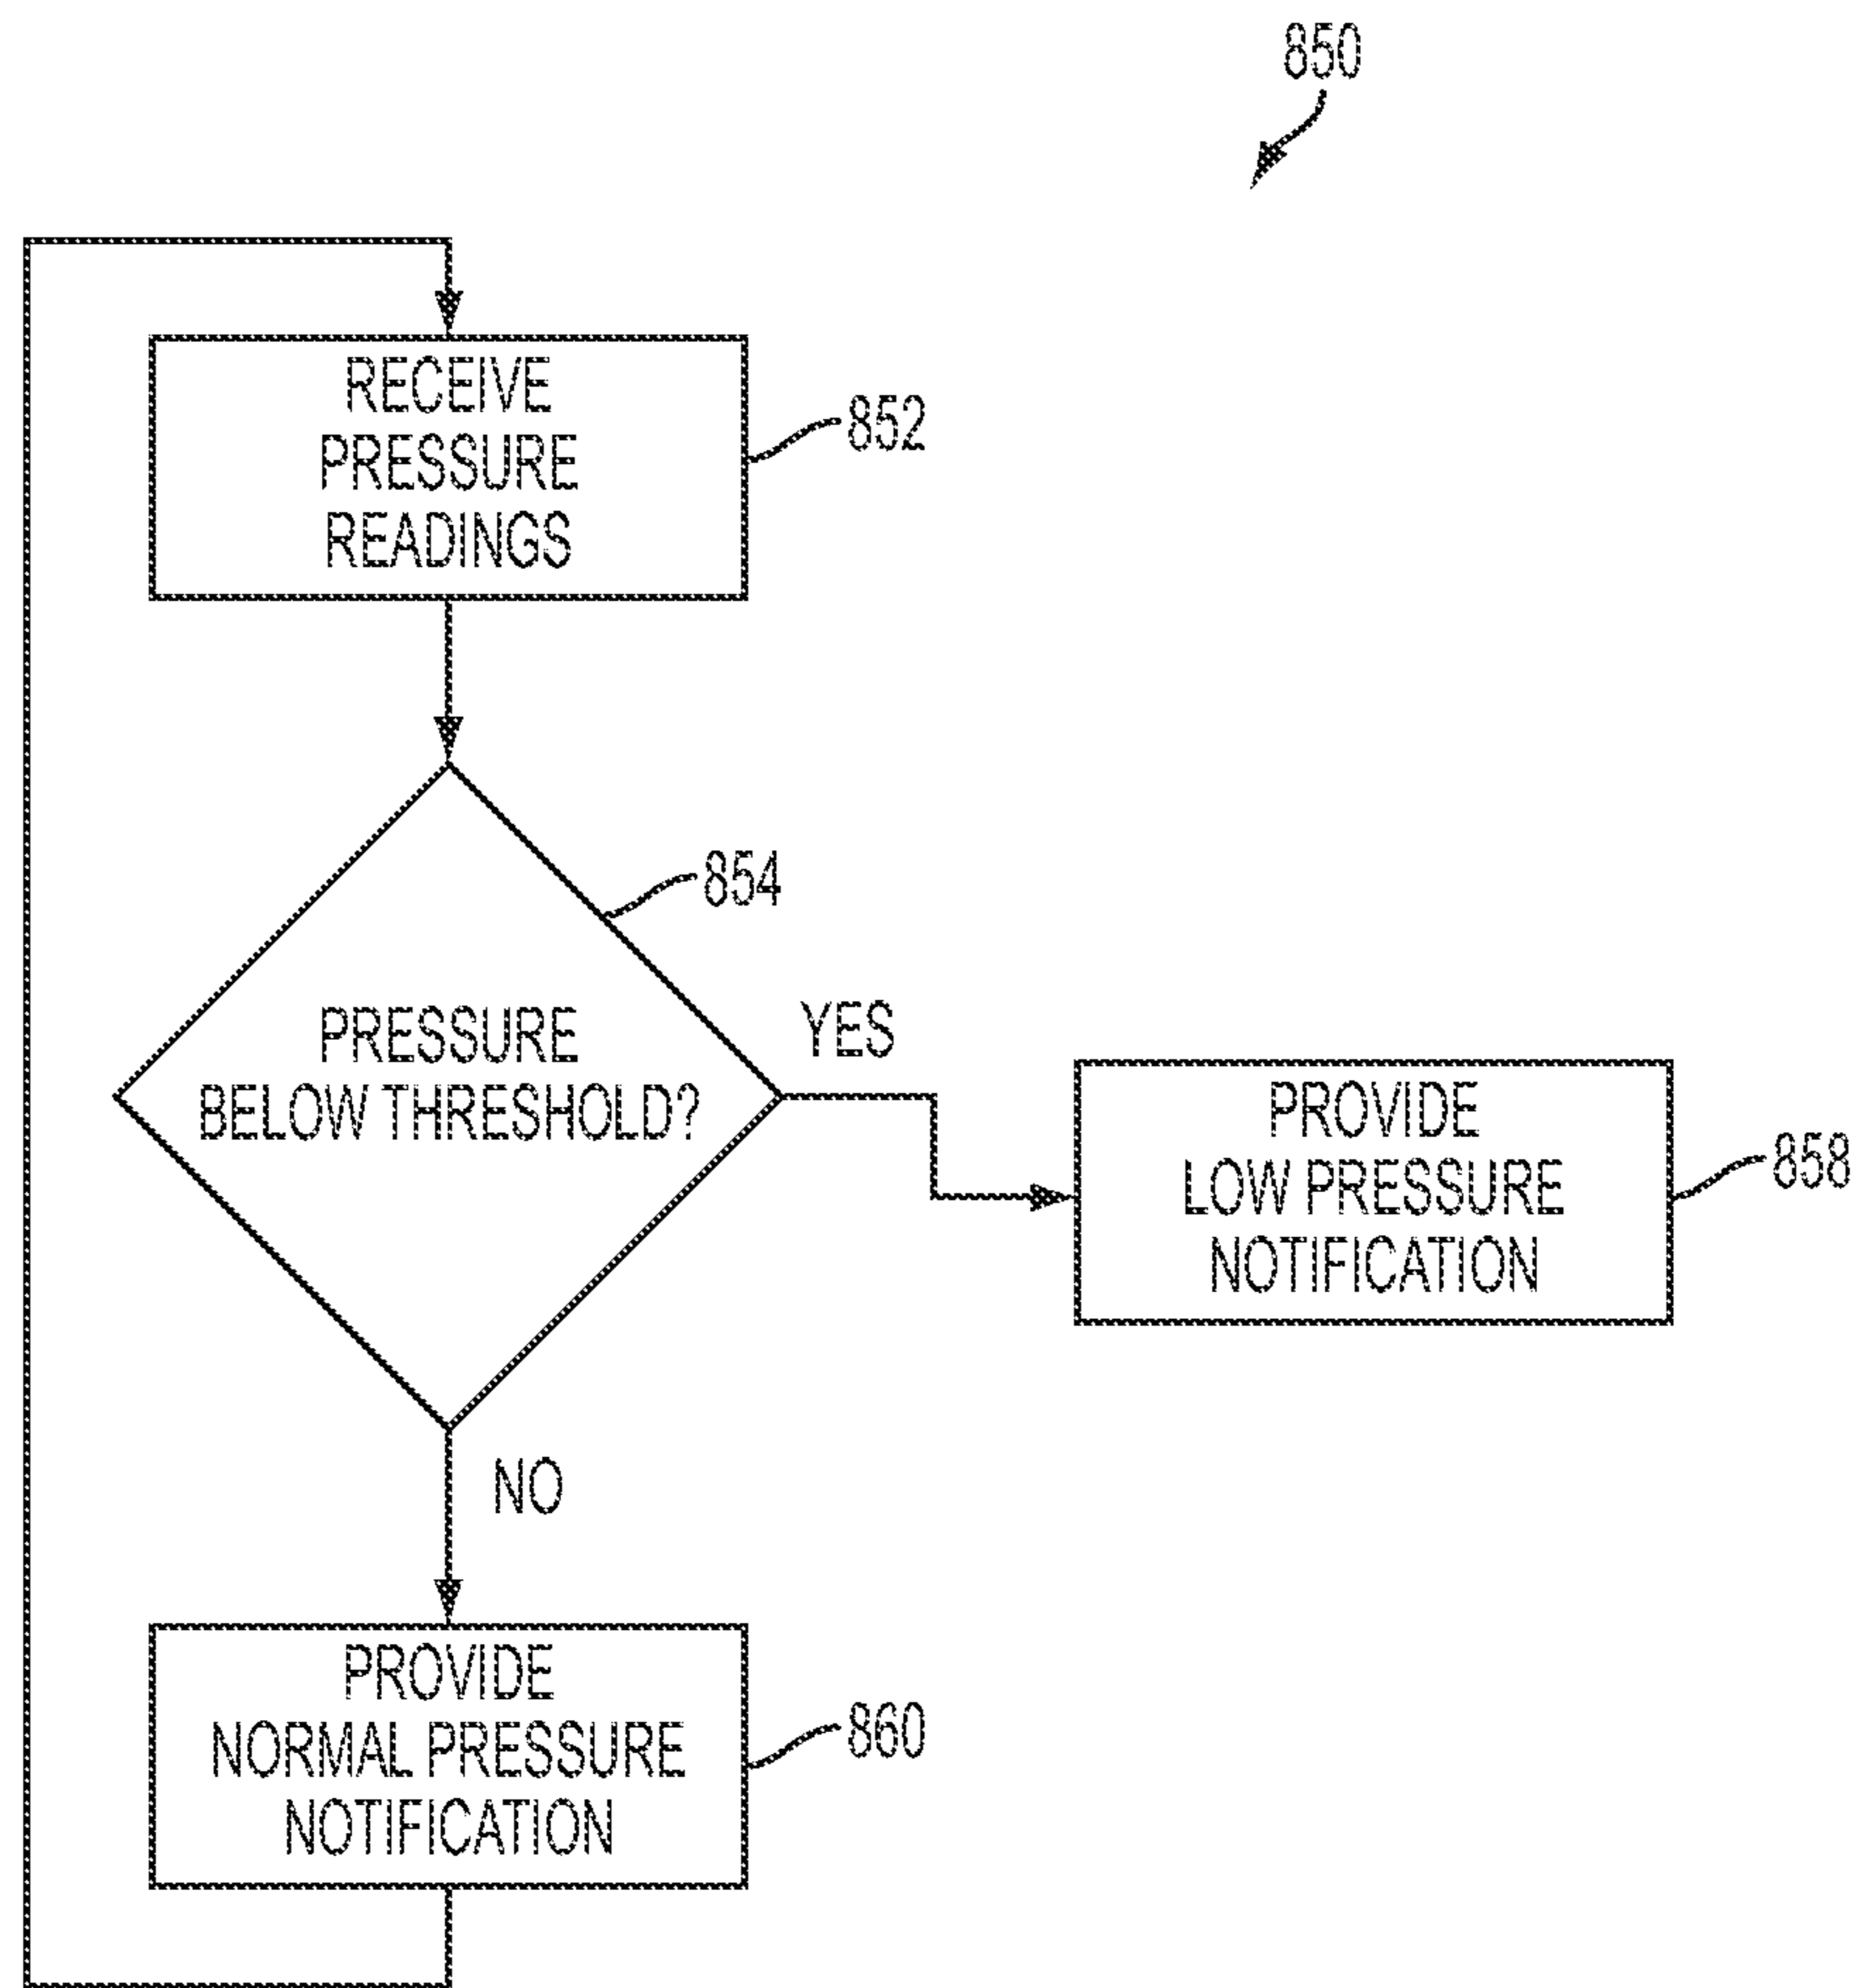 850
RECEIVE
PRESSURE
READINGS
852
854
PRESSURE
BELOW THRESHOLD?
YES
PROVIDE
LOW PRESSURE
NOTIFICATION
858
NO
PROVIDE
NORMAL PRESSURE
NOTIFICATION
860